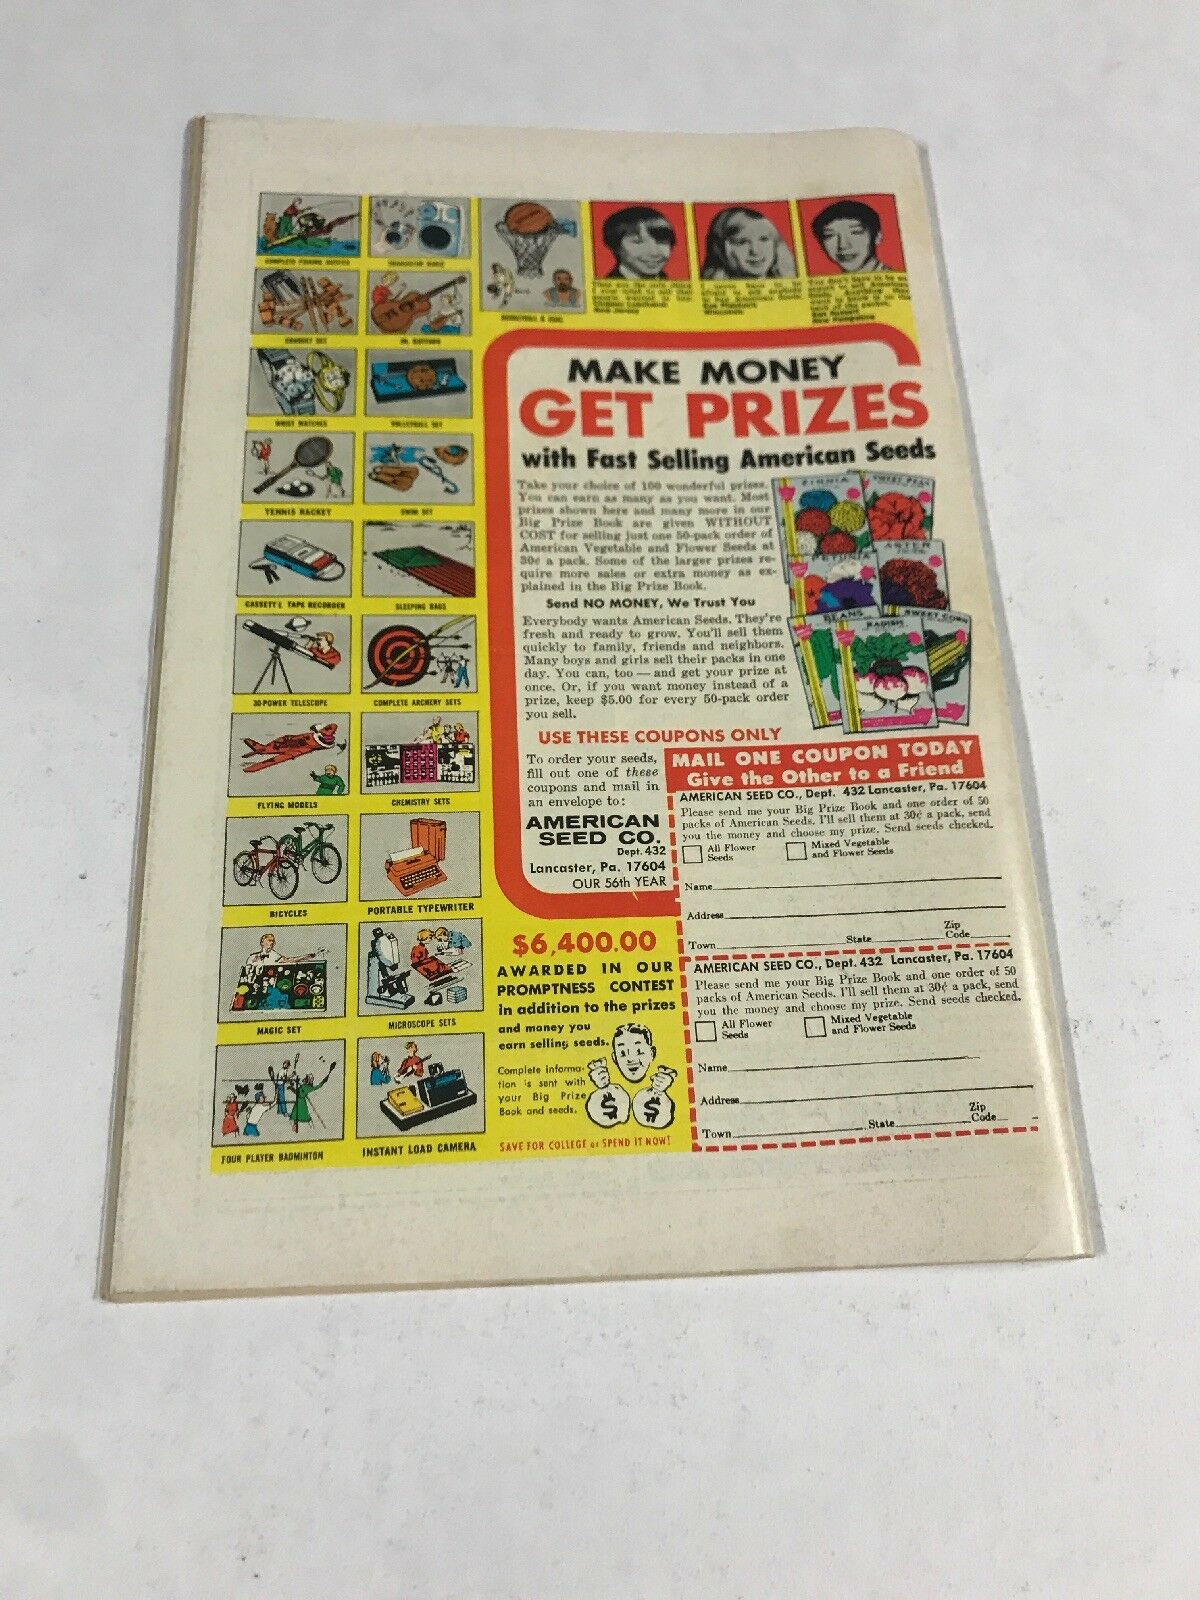 COMPLETE FISHING OUTFITS
TRANSISTOR RADIO
BASKETBALL & GOAL
CROQUET SET
WRIST WATCHES
VOLLEYBALL SET
TENNIS RACKET
SWIM SET
CASSETTE TAPE RECORDER
SLEEPING BAGS
30-POWER TELESCOPE
COMPLETE ARCHERY SETS
FLYING MODELS
CHEMISTRY SETS
BICYCLES
PORTABLE TYPEWRITER
MAGIC SET
MICROSCOPE SETS
FOUR PLAYER BADMINTON
INSTANT LOAD CAMERA
New Jersey
Wisconsin
New Hampshire
MAKE MONEY
GET PRIZES
with Fast Selling American Seeds
Take your choice of 100 wonderful prizes.
You can earn as many as you want. Most
prizes shown here and many more in our
Big Prize Book are given WITHOUT
COST for selling just one 50-pack order of
American Vegetable and Flower Seeds at
30¢ a pack. Some of the larger prizes re-
quire more sales or extra money as ex-
plained in the Big Prize Book.
Send NO MONEY, We Trust You
Everybody wants American Seeds. They're
fresh and ready to grow. You'll sell them
quickly to family, friends and neighbors.
Many boys and girls sell their packs in one
day. You can, too — and get your prize at
once. Or, if you want money instead of a
prize, keep $5.00 for every 50-pack order
you sell.
ZINNIA
SWEET PEAS
PETUNIA
ASTER
BEANS
RADISH
SWEET CORN
USE THESE COUPONS ONLY
To order your seeds,
fill out one of these
coupons and mail in
an envelope to:
AMERICAN
SEED CO.
Dept. 432
Lancaster, Pa. 17604
OUR 56th YEAR
MAIL ONE COUPON TODAY
Give the Other to a Friend
AMERICAN SEED CO., Dept. 432 Lancaster, Pa. 17604
Please send me your Big Prize Book and one order of 50
packs of American Seeds. I'll sell them at 30¢ a pack, send
you the money and choose my prize. Send seeds checked.
All Flower Seeds
Mixed Vegetable and Flower Seeds
Name
Address
Town State Zip Code
AMERICAN SEED CO., Dept. 432 Lancaster, Pa. 17604
Please send me your Big Prize Book and one order of 50
packs of American Seeds. I'll sell them at 30¢ a pack, send
you the money and choose my prize. Send seeds checked.
All Flower Seeds
Mixed Vegetable and Flower Seeds
Name
Address
Town State Zip Code
$6,400.00
AWARDED IN OUR
PROMPTNESS CONTEST
in addition to the prizes
and money you
earn selling seeds.
Complete informa-
tion is sent with
your Big Prize
Book and seeds.
$ $
SAVE FOR COLLEGE or SPEND IT NOW!